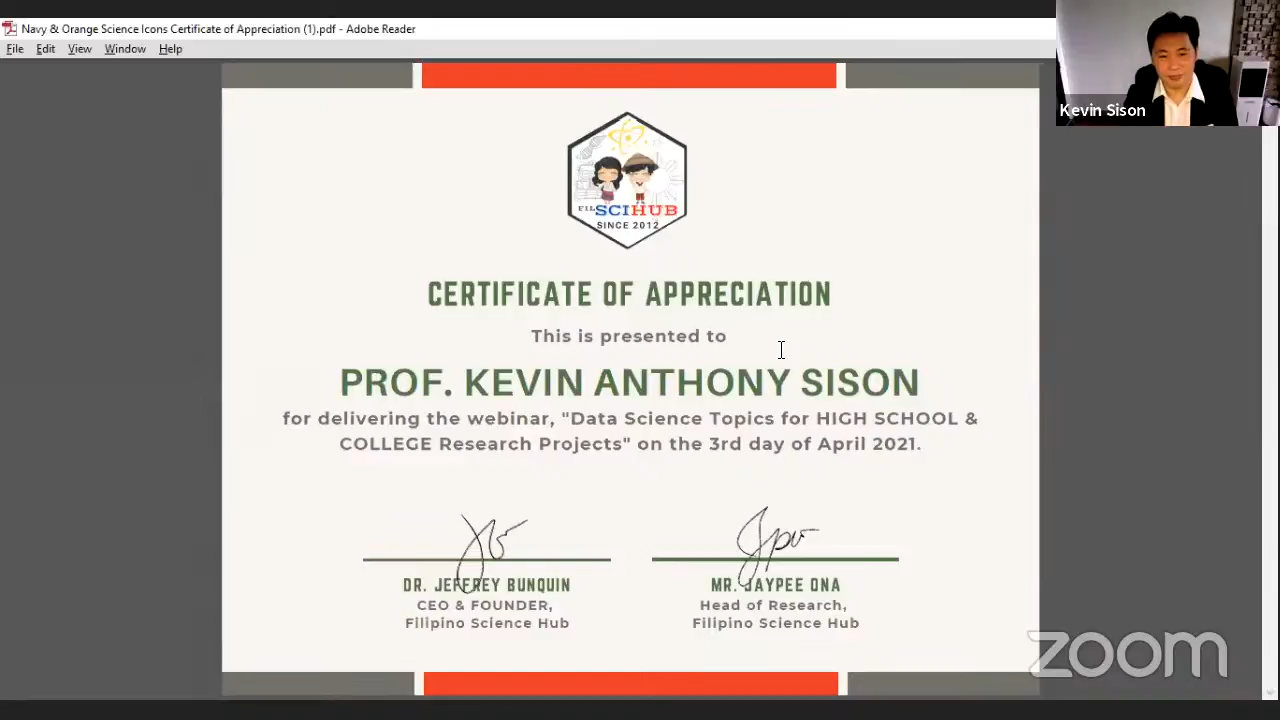 Navy & Orange Science Icons Certificate of Appreciation (1).pdf - Adobe Reader
File Edit View Window Help
Kevin Sison
FILSCIHUB
SINCE 2012
CERTIFICATE OF APPRECIATION
This is presented to
PROF. KEVIN ANTHONY SISON
for delivering the webinar, "Data Science Topics for HIGH SCHOOL &
COLLEGE Research Projects" on the 3rd day of April 2021.
DR. JEFFREY BUNQUIN
CEO & FOUNDER,
Filipino Science Hub
MR. JAYPEE ONA
Head of Research,
Filipino Science Hub
zoom